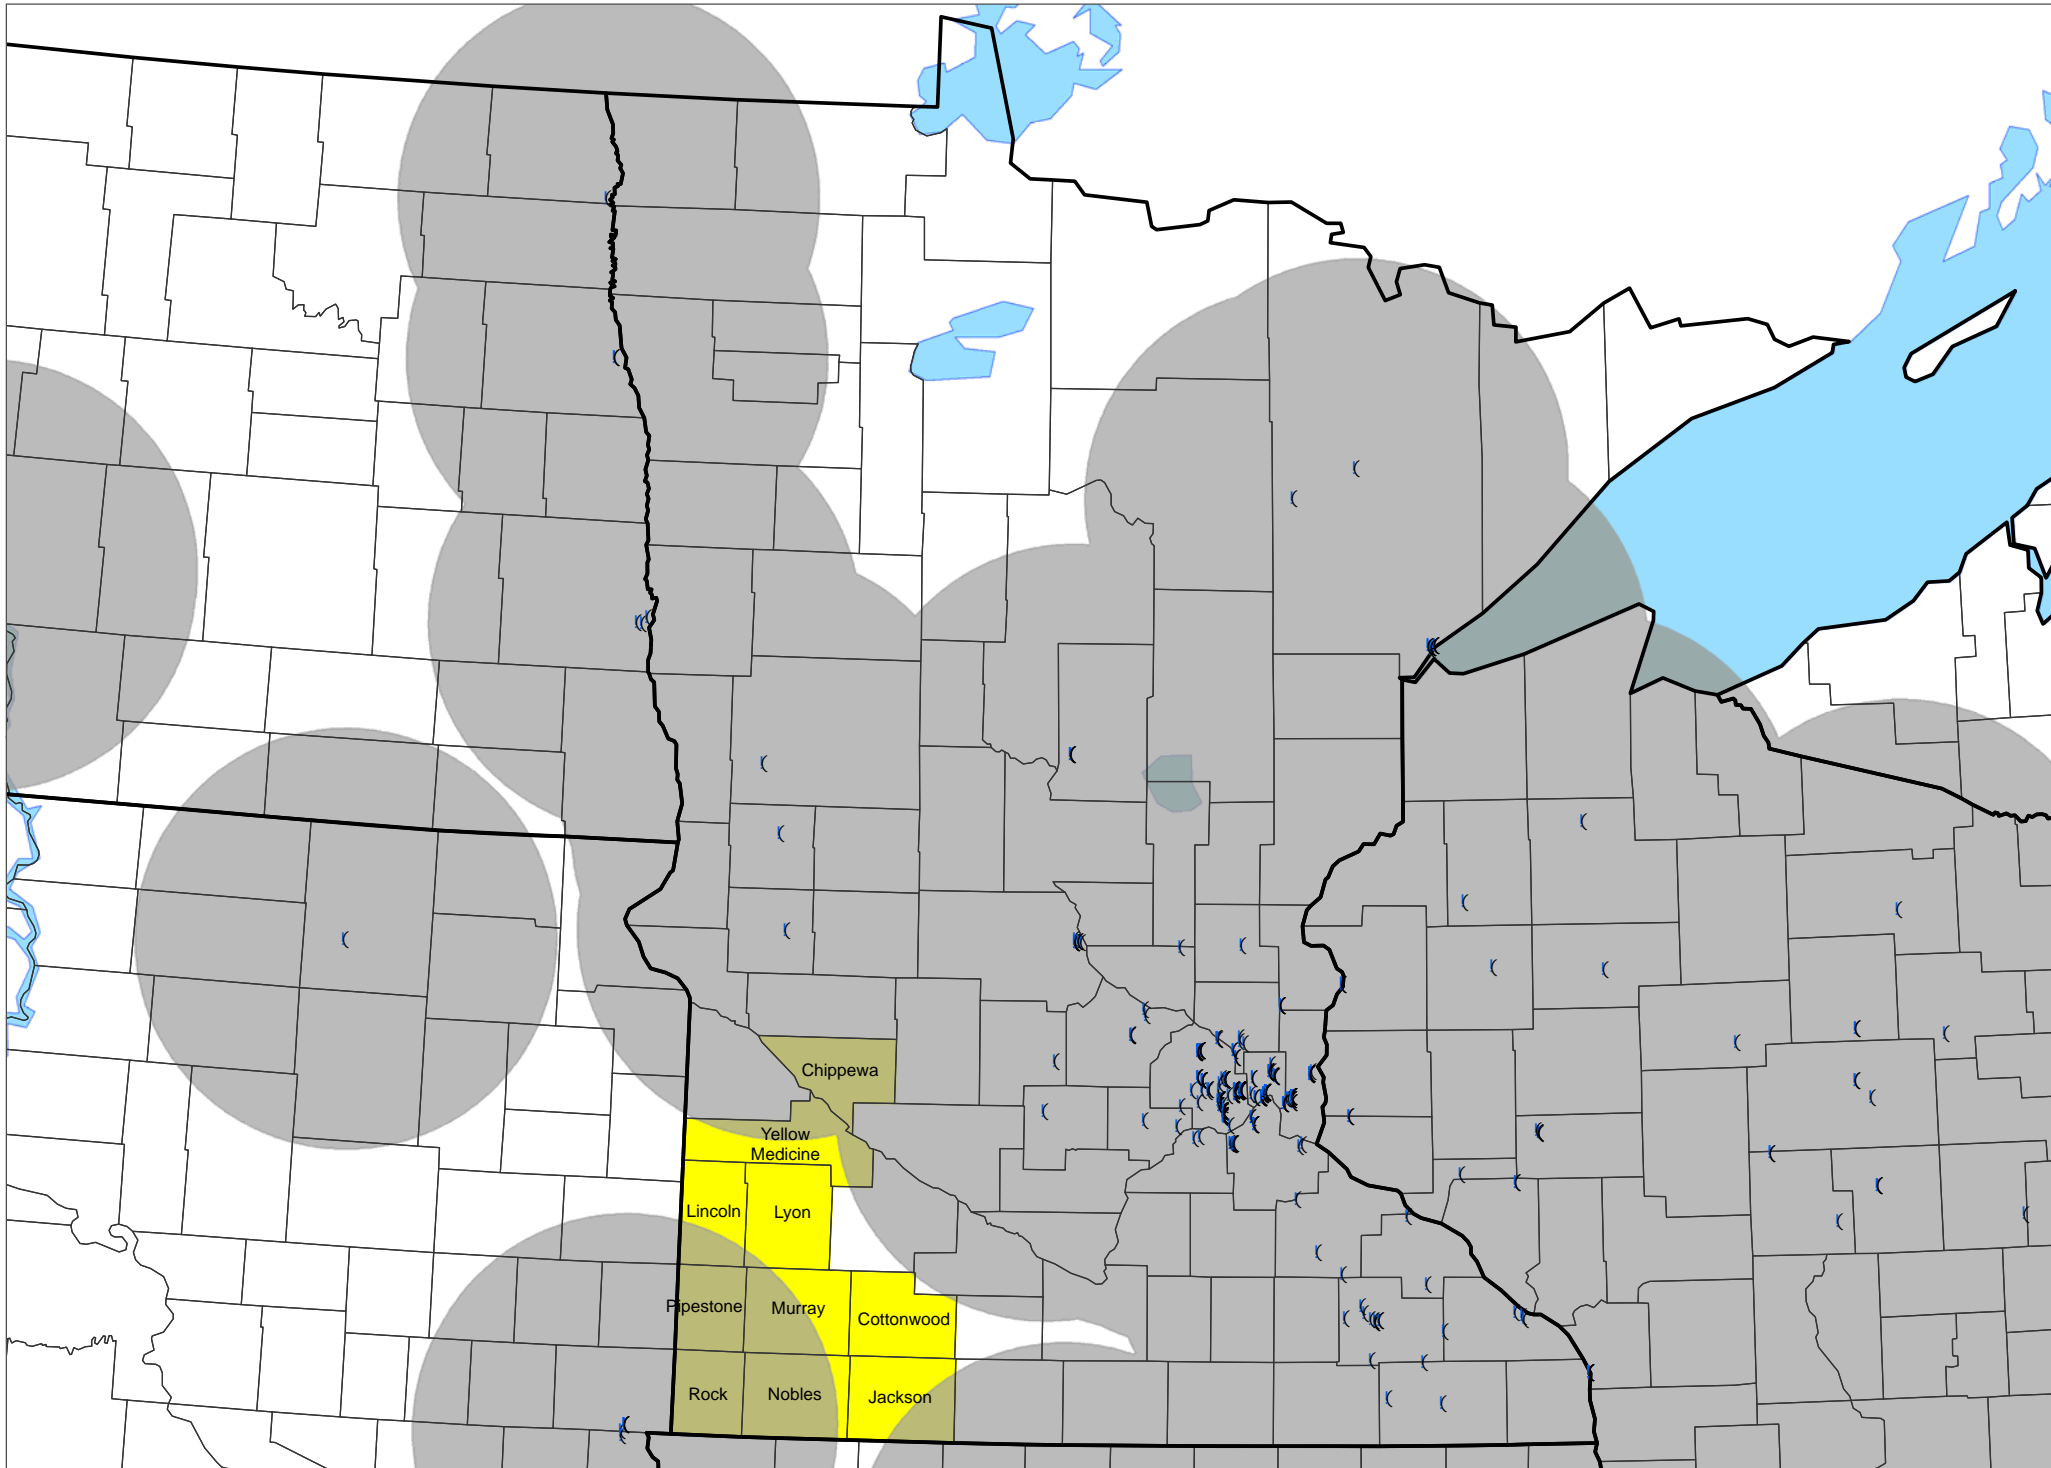 Chippewa
Yellow
Medicine
Lincoln
Lyon
Pipestone
Murray
Cottonwood
Rock
Nobles
Jackson